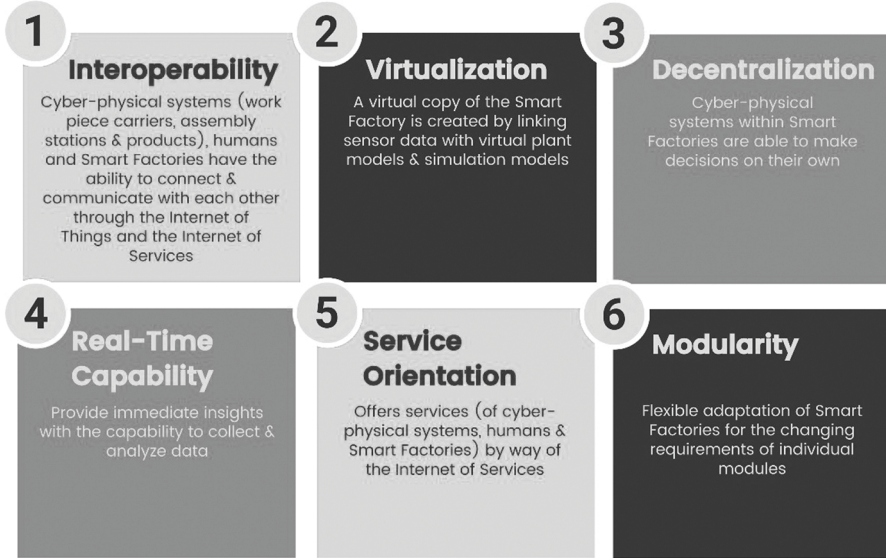 1
Interoperability
Cyber-physical systems (work
piece carriers, assembly
stations & products), humans
and Smart Factories have the
ability to connect &
communicate with each other
through the Internet of
Things and the Internet of
Services
2
Virtualization
A virtual copy of the Smart
Factory is created by linking
sensor data with virtual plant
models & simulation models
3
Decentralization
Cyber-physical
systems within Smart
Factories are able to make
decisions on their own
4
Real-Time
Capability
Provide immediate insights
with the capability to collect &
analyze data
5
Service
Orientation
Offers services (of cyber-
physical systems, humans &
Smart Factories) by way of
the Internet of Services
6
Modularity
Flexible adaptation of Smart
Factories for the changing
requirements of individual
modules